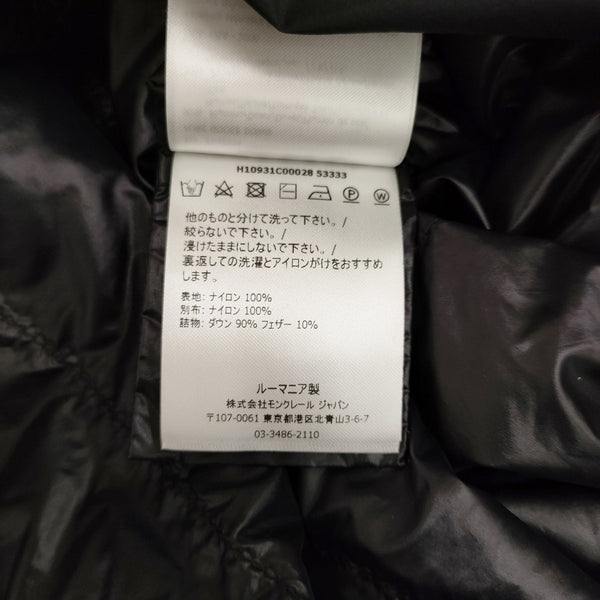 H10931C00028 53333
他のものと分けて洗って下さい。/
絞らないで下さい。/
浸けたままにしないで下さい。/
裏返しての洗濯とアイロンがけをおすすめ
します。
表地: ナイロン 100%
別布: ナイロン 100%
詰物: ダウン 90% フェザー 10%
ルーマニア製
株式会社モンクレール ジャパン
〒107-0061 東京都港区北青山3-6-7
03-3486-2110